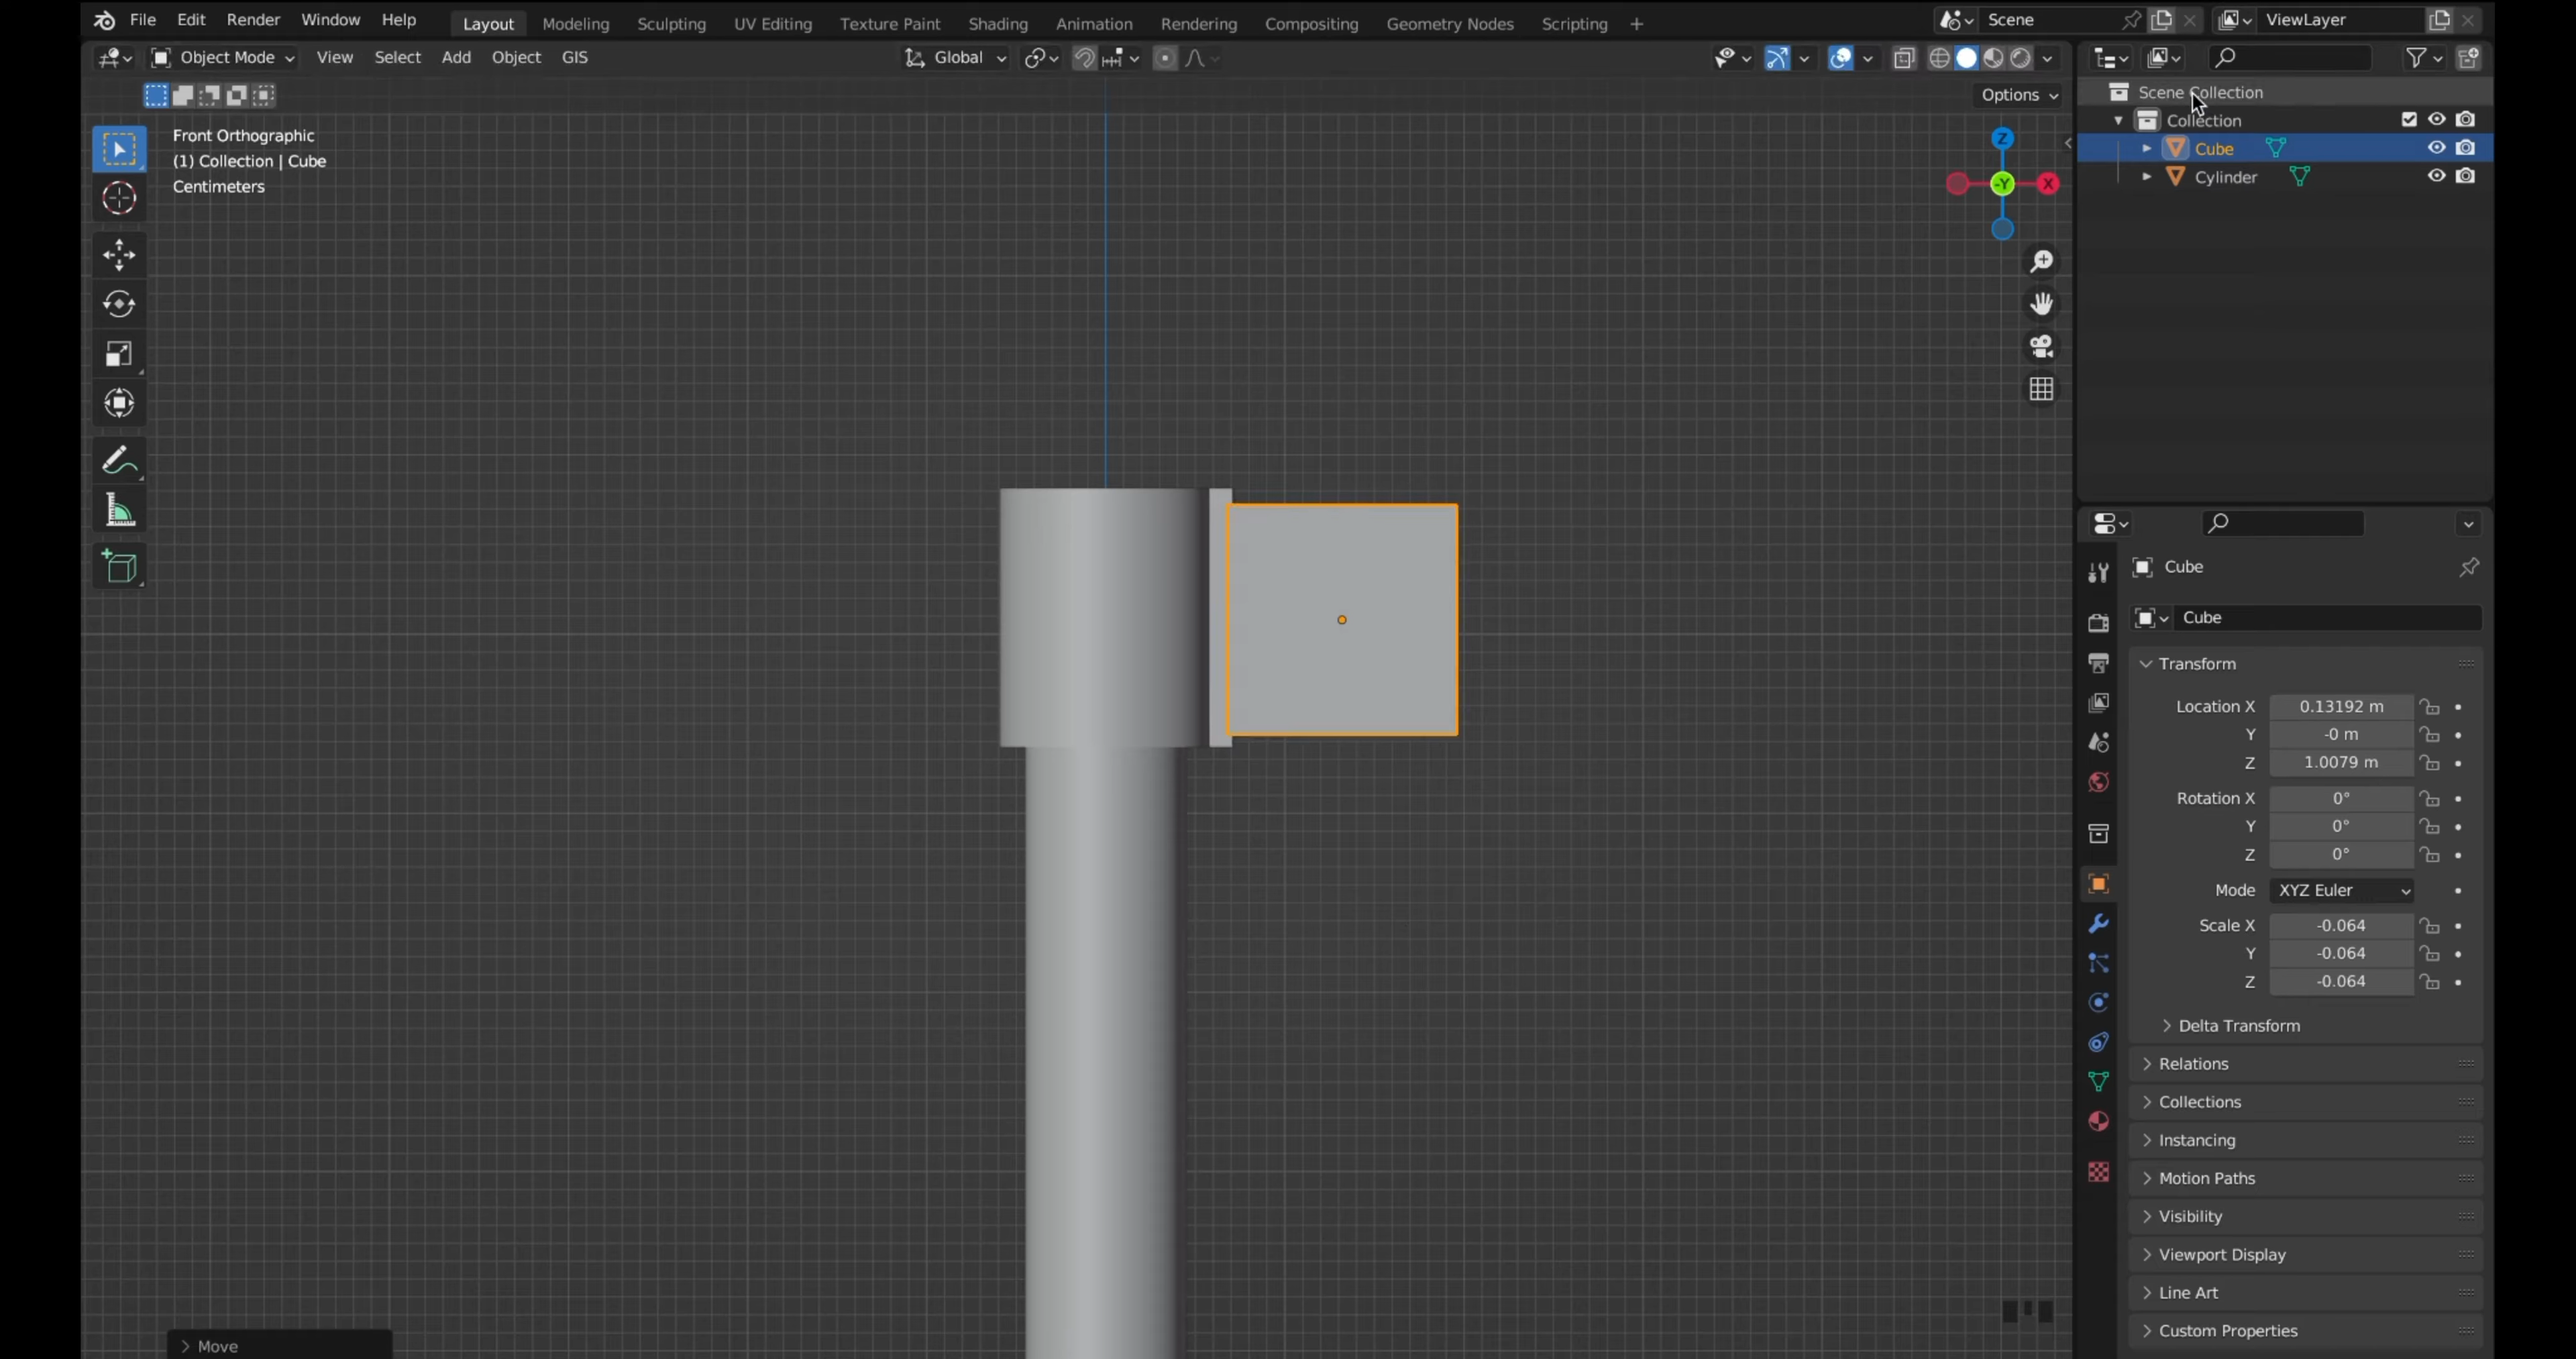 File Edit Render Window Help Layout Modeling Sculpting UV Editing Texture Paint Shading Animation Rendering Compositing Geometry Nodes Scripting + Scene ViewLayer
Object Mode View Select Add Object GIS Global
Options
Front Orthographic
(1) Collection | Cube
Centimeters
Z
-Y X
Scene Collection
Collection
Cube
Cylinder
Cube
Cube
Transform
Location X 0.13192 m
Y -0 m
Z 1.0079 m
Rotation X 0°
Y 0°
Z 0°
Mode XYZ Euler
Scale X -0.064
Y -0.064
Z -0.064
Delta Transform
Relations
Collections
Instancing
Motion Paths
Visibility
Viewport Display
Line Art
Custom Properties
Move